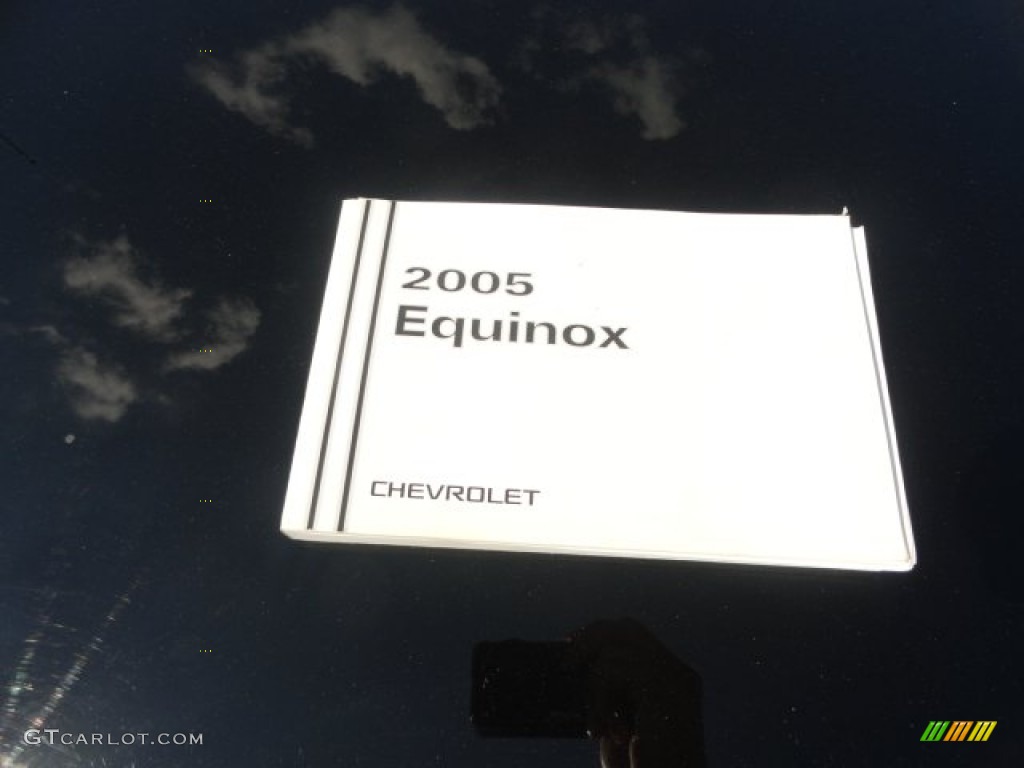 2005
Equinox
CHEVROLET
GTCARLOT.COM